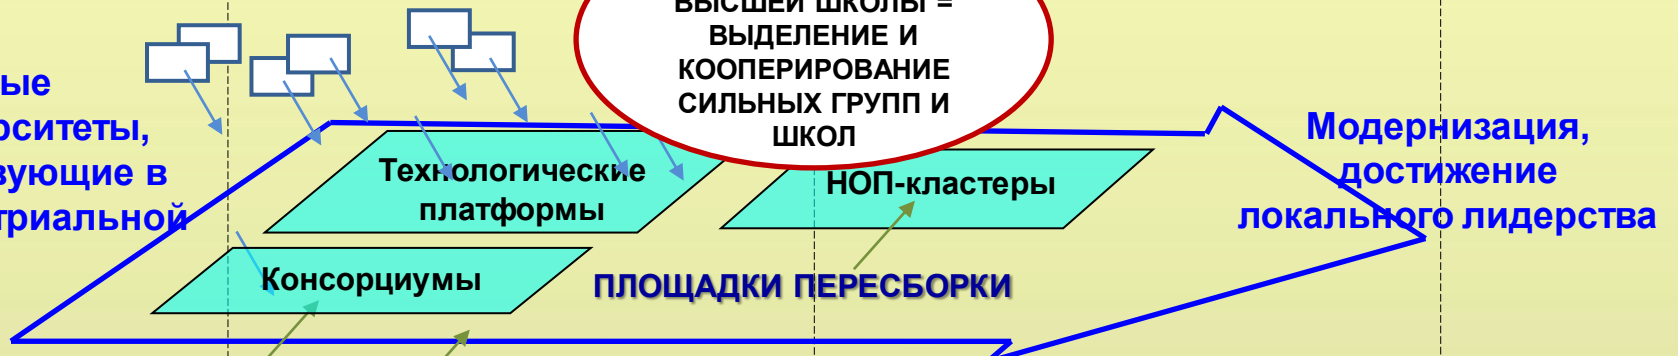 ВЫСШЕЙ ШКОЛЫ =
ВЫДЕЛЕНИЕ И
КООПЕРИРОВАНИЕ
СИЛЬНЫХ ГРУПП И
ШКОЛ
ые
рситеты,
вующие в
триальной
Технологические
платформы
НОП-кластеры
Консорциумы
ПЛОЩАДКИ ПЕРЕСБОРКИ
Модернизация,
достижение
локального лидерства